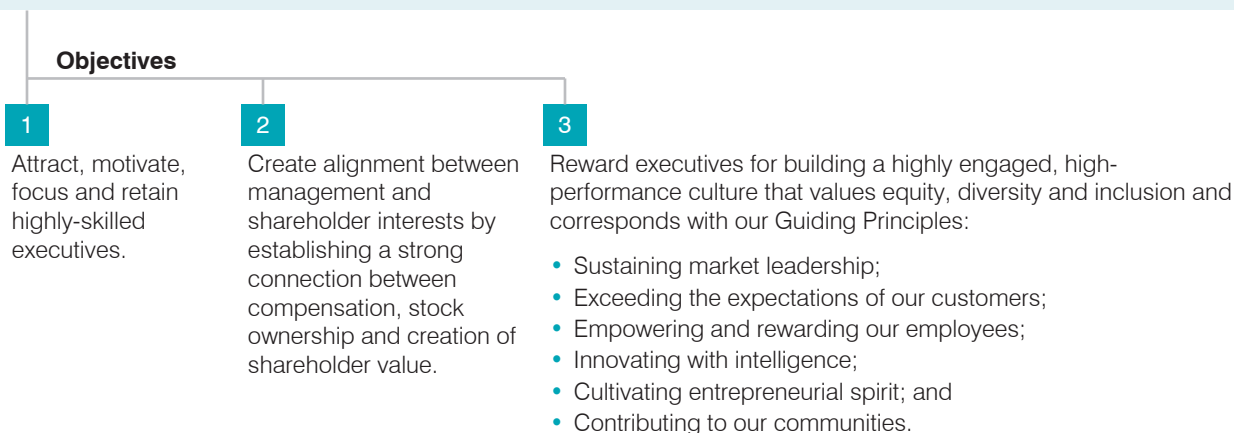 Objectives
1
Attract, motivate,
focus and retain
highly-skilled
executives.
2
Create alignment between
management and
shareholder interests by
establishing a strong
connection between
compensation, stock
ownership and creation of
shareholder value.
3
Reward executives for building a highly engaged, high-
performance culture that values equity, diversity and inclusion and
corresponds with our Guiding Principles:
• Sustaining market leadership;
• Exceeding the expectations of our customers;
• Empowering and rewarding our employees;
• Innovating with intelligence;
• Cultivating entrepreneurial spirit; and
• Contributing to our communities.